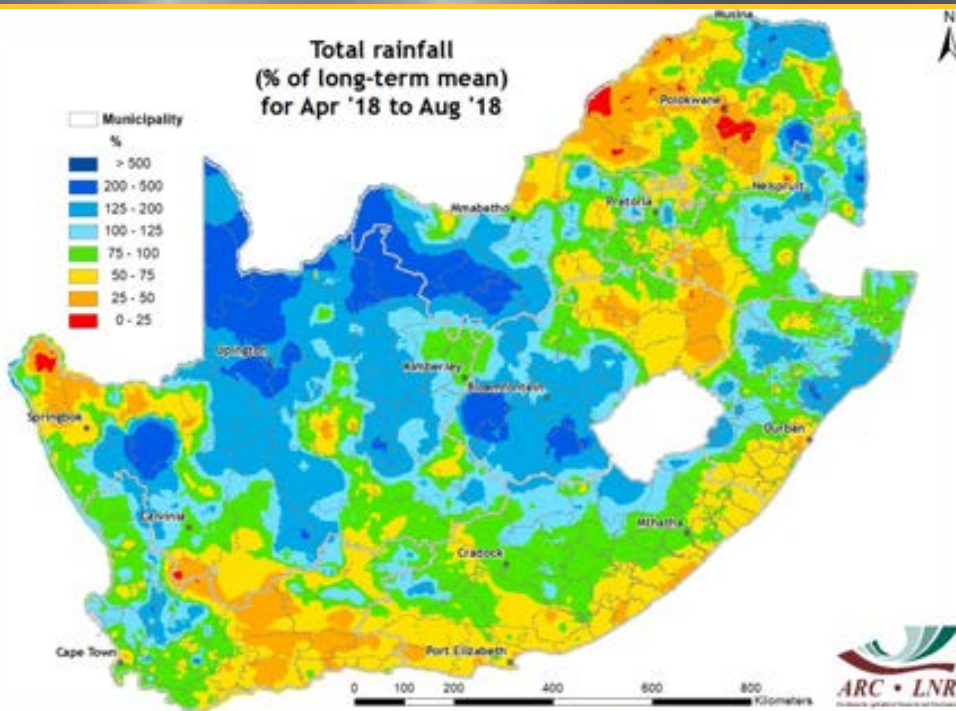 Total rainfall
(% of long-term mean)
for Apr '18 to Aug '18
N
Municipality
%
> 500
200 - 500
125 - 200
100 - 125
75 - 100
50 - 75
25 - 50
0 - 25
Musina
Polokwane
Nelspruit
Mmabatho
Pretoria
Upington
Kimberley
Bloemfontein
Springbok
Durban
Calvinia
Mthatha
Cradock
Cape Town
Port Elizabeth
0 100 200 400 600 800
Kilometers
ARC • LNR